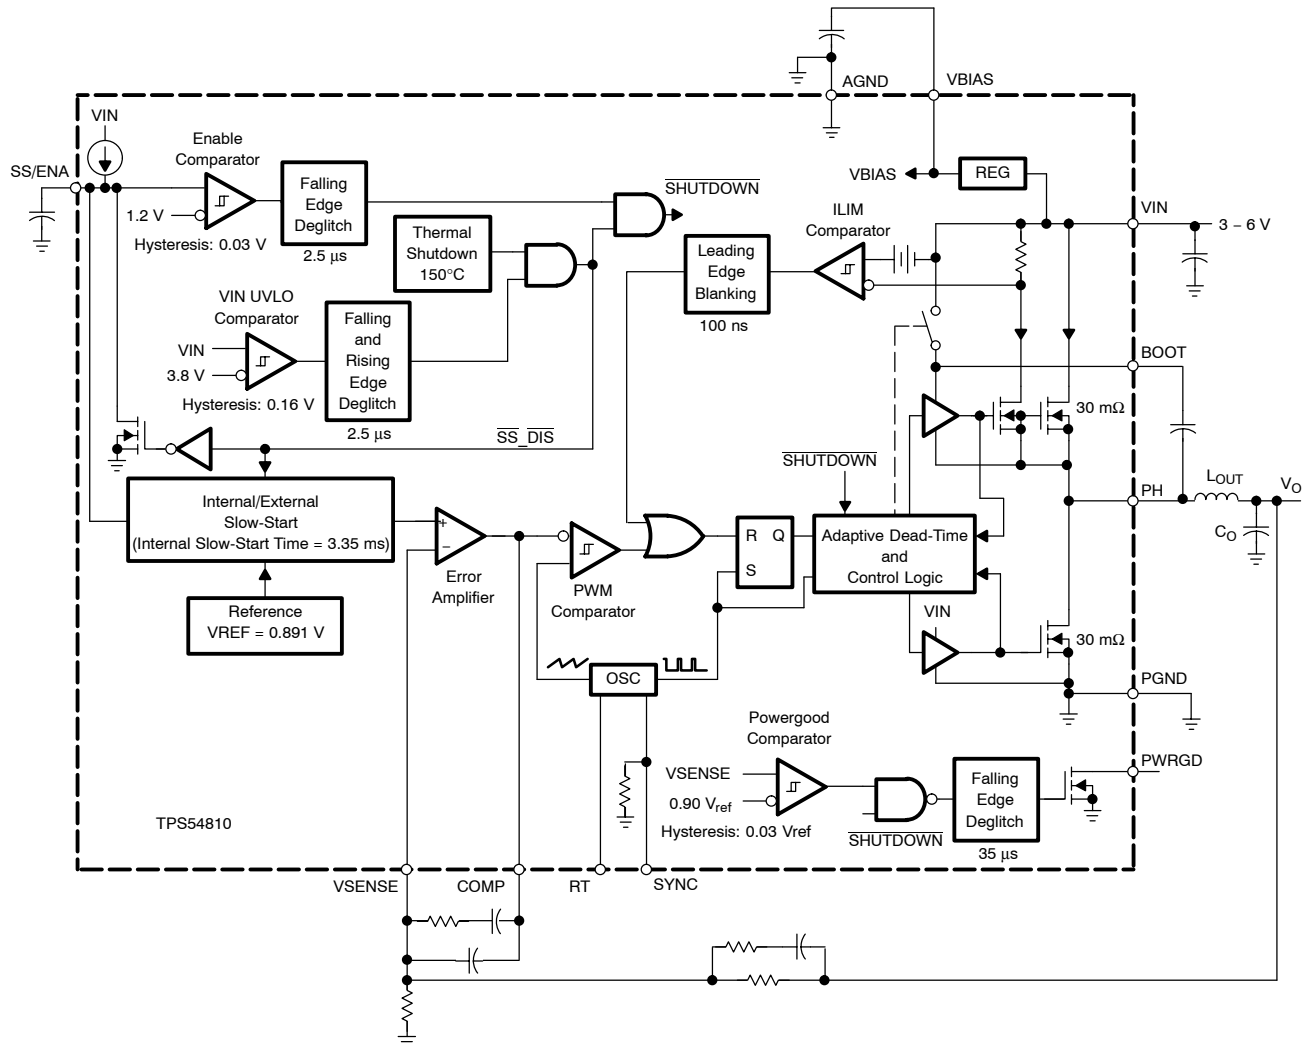 AGND
VBIAS
VIN
Enable
Comparator
SS/ENA
1.2 V
Hysteresis: 0.03 V
Falling
Edge
Deglitch
2.5 μs
SHUTDOWN
Thermal
Shutdown
150°C
VBIAS
REG
ILIM
Comparator
VIN
3 − 6 V
Leading
Edge
Blanking
100 ns
VIN UVLO
Comparator
VIN
3.8 V
Hysteresis: 0.16 V
Falling
and
Rising
Edge
Deglitch
2.5 μs
BOOT
30 mΩ
SS_DIS
SHUTDOWN
PH
LOUT
VO
CO
Internal/External
Slow-Start
(Internal Slow-Start Time = 3.35 ms)
+
−
Error
Amplifier
PWM
Comparator
R Q
S
Adaptive Dead-Time
and
Control Logic
Reference
VREF = 0.891 V
VIN
30 mΩ
OSC
PGND
Powergood
Comparator
VSENSE
0.90 Vref
Hysteresis: 0.03 Vref
SHUTDOWN
Falling
Edge
Deglitch
35 μs
PWRGD
TPS54810
VSENSE
COMP
RT
SYNC